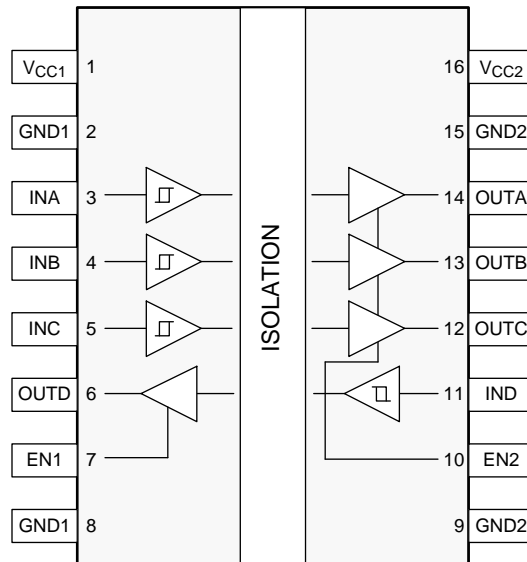 VCC1 1 16 VCC2
GND1 2 15 GND2
INA 3 14 OUTA
INB 4 13 OUTB
INC 5 12 OUTC
OUTD 6 11 IND
EN1 7 10 EN2
GND1 8 9 GND2
ISOLATION